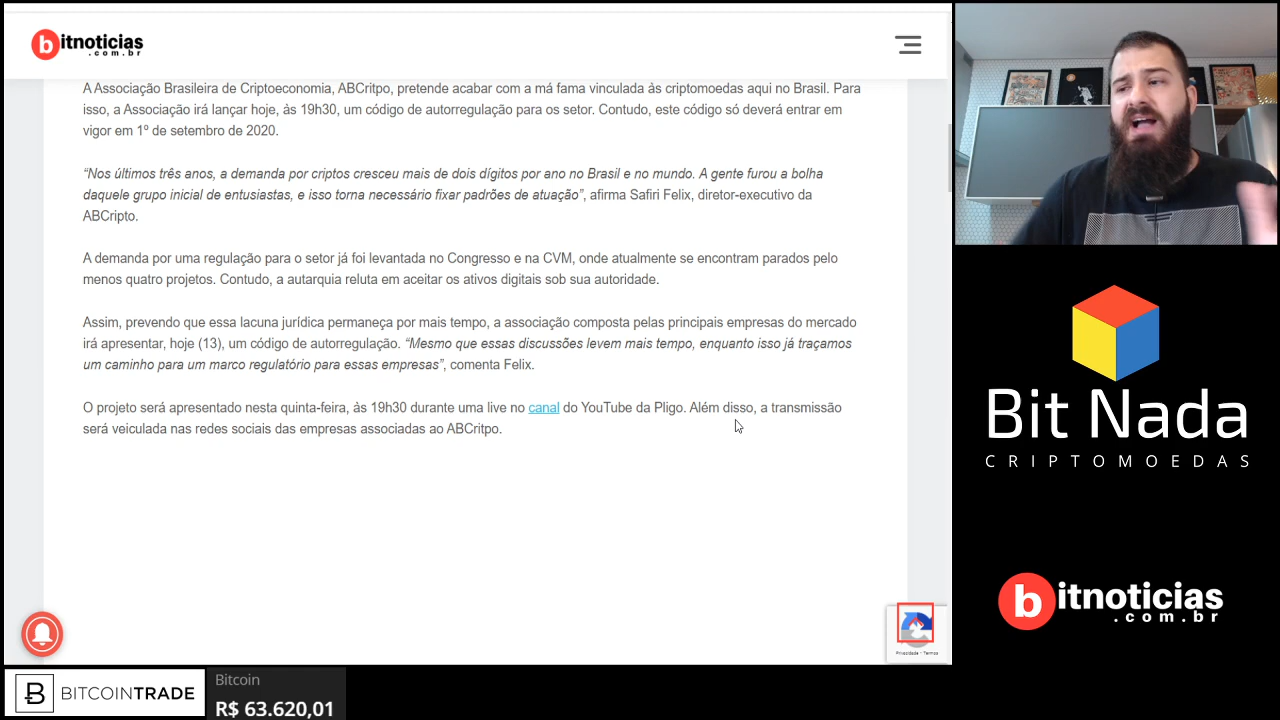 bitnoticias
.com.br
A Associação Brasileira de Criptoeconomia, ABCritpo, pretende acabar com a má fama vinculada às criptomoedas aqui no Brasil. Para
isso, a Associação irá lançar hoje, às 19h30, um código de autorregulação para os setor. Contudo, este código só deverá entrar em
vigor em 1º de setembro de 2020.
“Nos últimos três anos, a demanda por criptos cresceu mais de dois dígitos por ano no Brasil e no mundo. A gente furou a bolha
daquele grupo inicial de entusiastas, e isso torna necessário fixar padrões de atuação”, afirma Safiri Felix, diretor-executivo da
ABCripto.
A demanda por uma regulação para o setor já foi levantada no Congresso e na CVM, onde atualmente se encontram parados pelo
menos quatro projetos. Contudo, a autarquia reluta em aceitar os ativos digitais sob sua autoridade.
Assim, prevendo que essa lacuna jurídica permaneça por mais tempo, a associação composta pelas principais empresas do mercado
irá apresentar, hoje (13), um código de autorregulação. “Mesmo que essas discussões levem mais tempo, enquanto isso já traçamos
um caminho para um marco regulatório para essas empresas”, comenta Felix.
O projeto será apresentado nesta quinta-feira, às 19h30 durante uma live no canal do YouTube da Pligo. Além disso, a transmissão
será veiculada nas redes sociais das empresas associadas ao ABCritpo.
Privacidade - Termos
Bit Nada
CRIPTOMOEDAS
bitnoticias
.com.br
BITCOINTRADE
Bitcoin
R$ 63.620,01